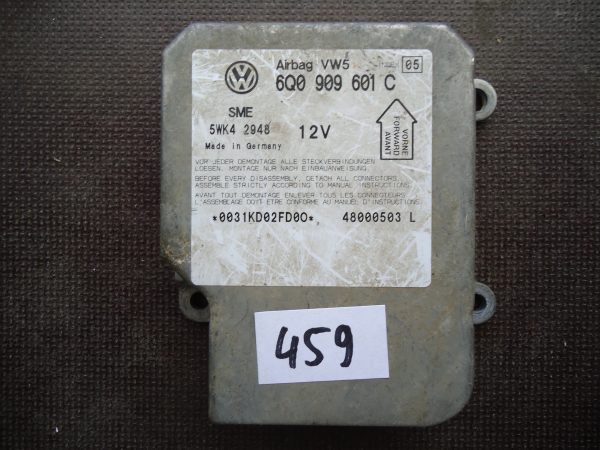 Airbag VW5 05
6Q0 909 601 C
SME
5WK4 2948 12V
Made in Germany
VORNE
FORWARD
AVANT
VOR JEDER DEMONTAGE ALLE STECKVERBINDUNGEN
LOESEN. MONTAGE NUR NACH EINBAUANWEISUNG.
BEFORE EVERY DISASSEMBLY, DETACH ALL CONNECTORS.
ASSEMBLE STRICTLY ACCORDING TO MANUAL INSTRUCTIONS.
AVANT TOUT DEMONTAGE ENLEVER TOUS LES CONNECTEURS.
L'ASSEMBLAGE DOIT ETRE CONFORME AU MANUEL D'INSTRUCTIONS.
*0031KD02FD0O* 48000503 L
459